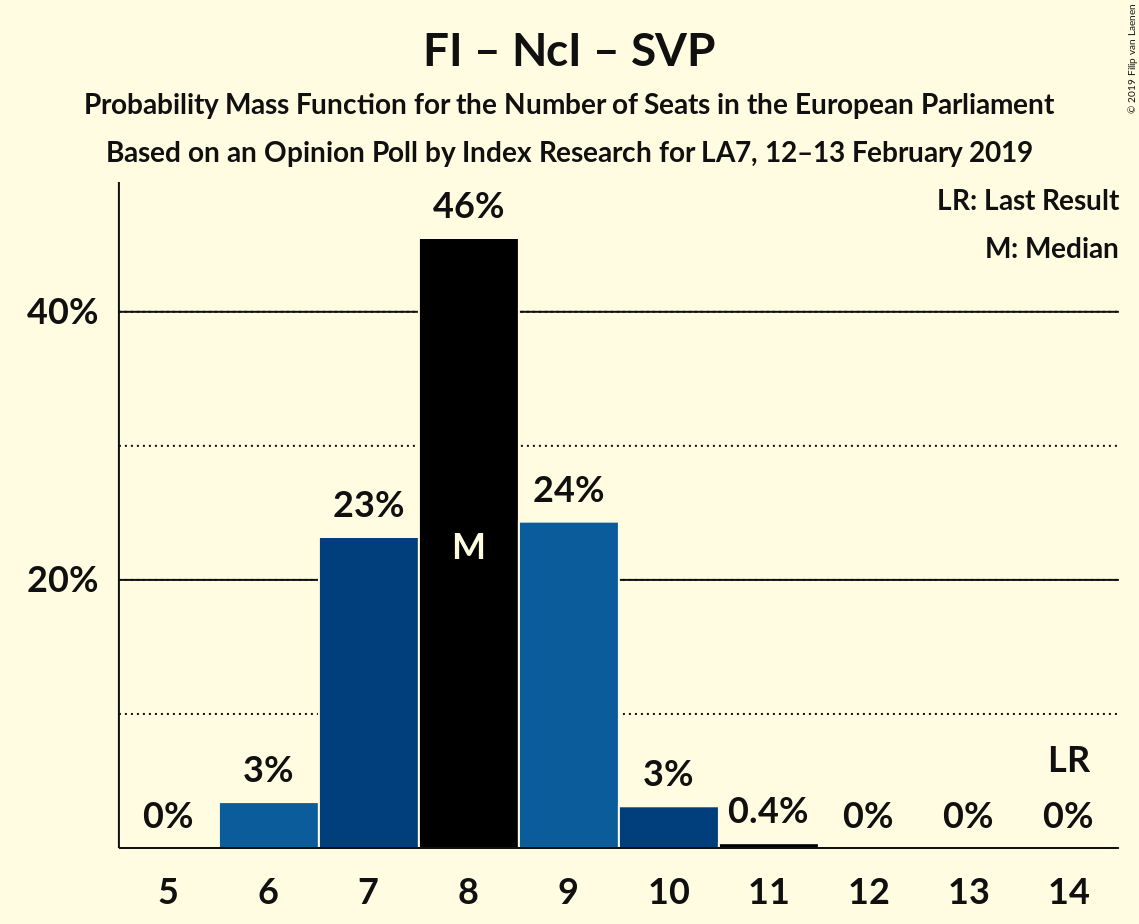 FI – NcI – SVP
Probability Mass Function for the Number of Seats in the European Parliament
Based on an Opinion Poll by Index Research for LA7, 12–13 February 2019
© 2019 Filip van Laenen
LR: Last Result
M: Median
46%
40%
24%
23%
M
20%
LR
3%
3%
0.4%
0%
0%
0%
0%
5 6 7 8 9 10 11 12 13 14